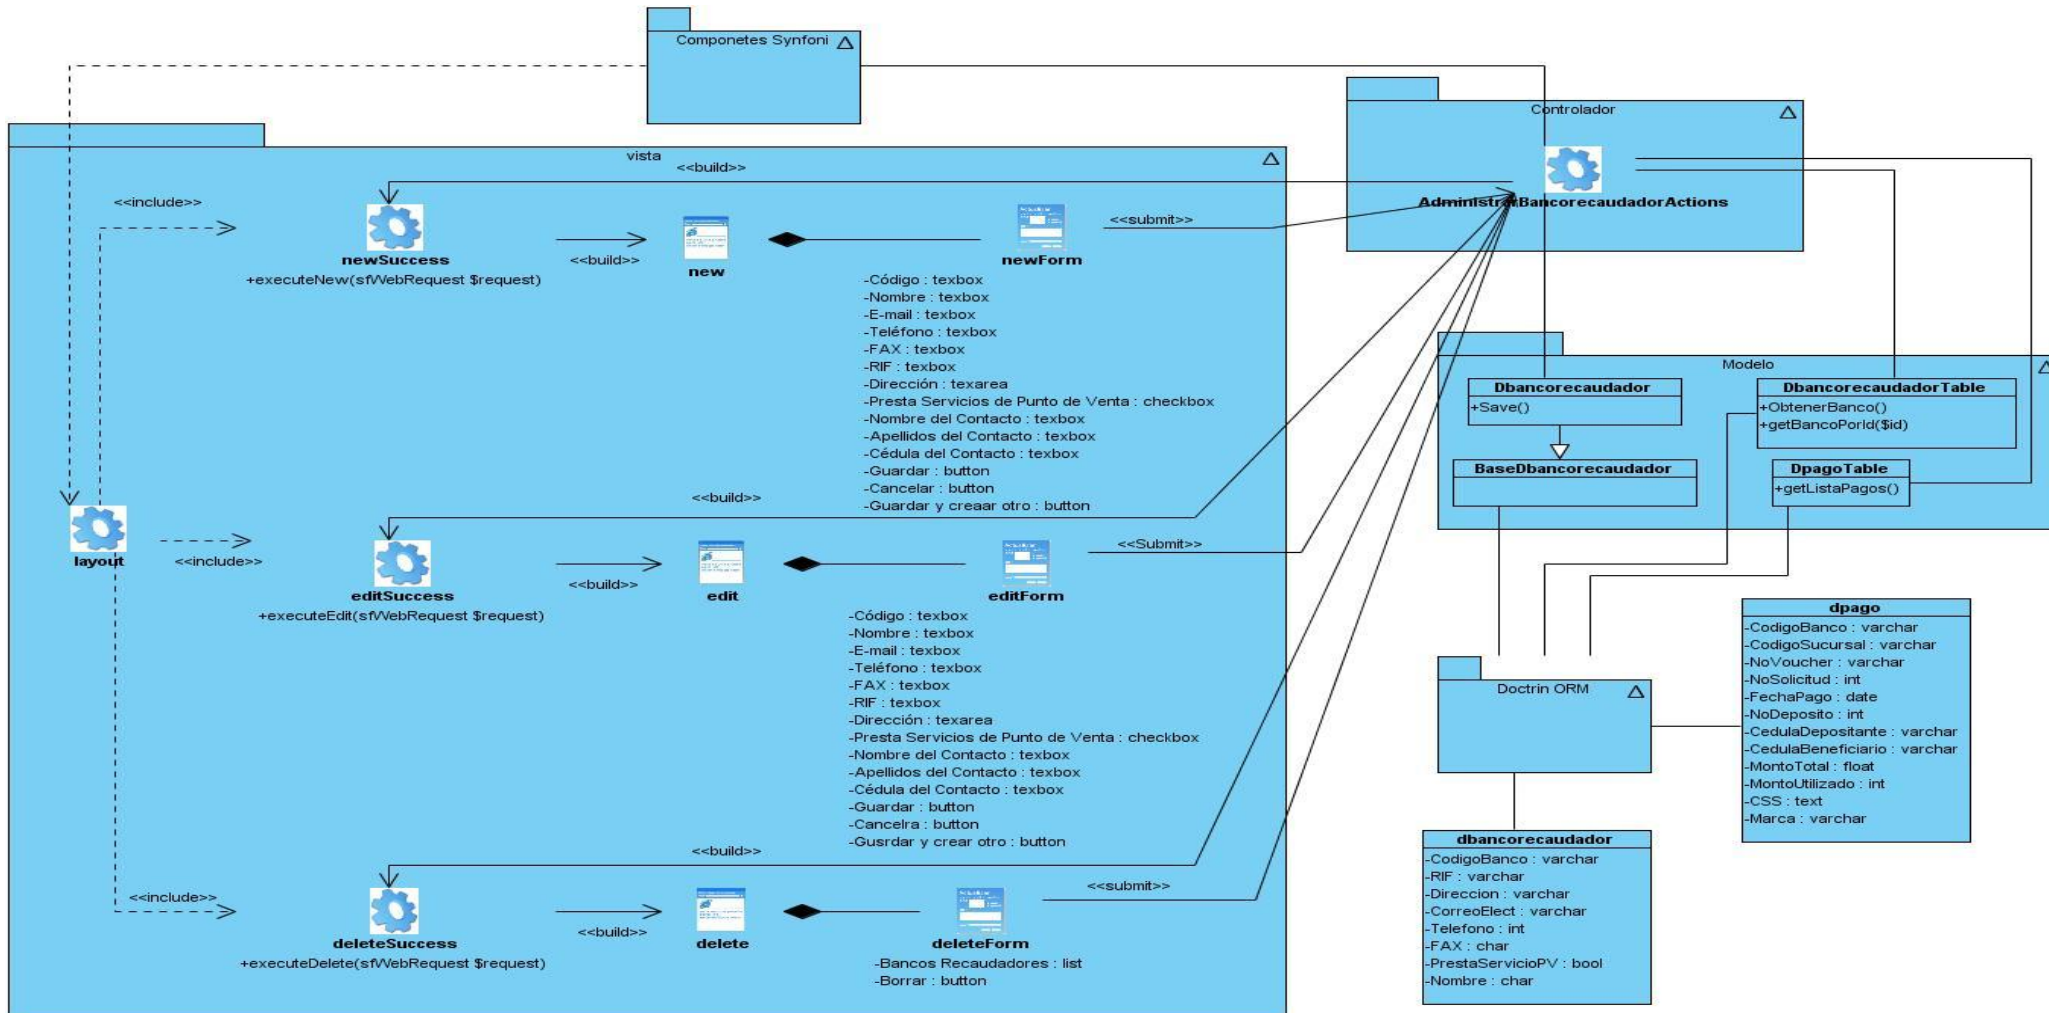 Componetes Synfoni
Controlador
AdministrarBancorecaudadorActions
vista
<<build>>
<<include>>
newSuccess
+executeNew(sfWebRequest $request)
<<build>>
new
newForm
<<submit>>
-Código : texbox
-Nombre : texbox
-E-mail : texbox
-Teléfono : texbox
-FAX : texbox
-RIF : texbox
-Dirección : texarea
-Presta Servicios de Punto de Venta : checkbox
-Nombre del Contacto : texbox
-Apellidos del Contacto : texbox
-Cédula del Contacto : texbox
-Guardar : button
-Cancelar : button
-Guardar y creaar otro : button
<<build>>
layout
<<include>>
editSuccess
+executeEdit(sfWebRequest $request)
<<build>>
edit
editForm
<<Submit>>
-Código : texbox
-Nombre : texbox
-E-mail : texbox
-Teléfono : texbox
-FAX : texbox
-RIF : texbox
-Dirección : texarea
-Presta Servicios de Punto de Venta : checkbox
-Nombre del Contacto : texbox
-Apellidos del Contacto : texbox
-Cédula del Contacto : texbox
-Guardar : button
-Cancelra : button
-Gusrdar y crear otro : button
<<build>>
<<include>>
deleteSuccess
+executeDelete(sfWebRequest $request)
<<build>>
delete
deleteForm
<<submit>>
-Bancos Recaudadores : list
-Borrar : button
Modelo
Dbancorecaudador
+Save()
BaseDbancorecaudador
DbancorecaudadorTable
+ObtenerBanco()
+getBancoPorId($id)
DpagoTable
+getListaPagos()
Doctrin ORM
dpago
-CodigoBanco : varchar
-CodigoSucursal : varchar
-NoVoucher : varchar
-NoSolicitud : int
-FechaPago : date
-NoDeposito : int
-CedulaDepositante : varchar
-CedulaBeneficiario : varchar
-MontoTotal : float
-MontoUtilizado : int
-CSS : text
-Marca : varchar
dbancorecaudador
-CodigoBanco : varchar
-RIF : varchar
-Direccion : varchar
-CorreoElect : varchar
-Telefono : int
-FAX : char
-PrestaServicioPV : bool
-Nombre : char